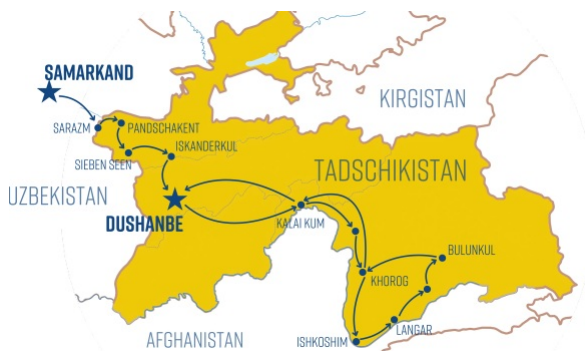 SAMARKAND
KIRGISTAN
SARAZM
PANDSCHAKENT
ISKANDERKUL
SIEBEN SEEN
TADSCHIKISTAN
UZBEKISTAN
DUSHANBE
KALAI KUM
BULUNKUL
KHOROG
LANGAR
ISHKOSHIM
AFGHANISTAN